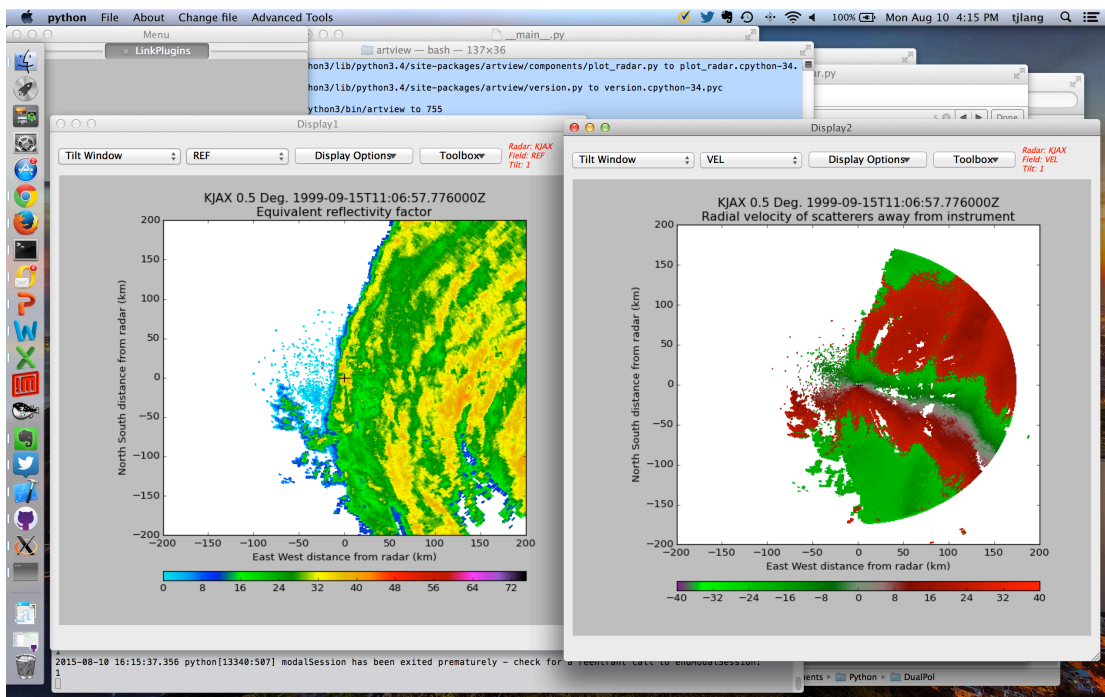 python File About Change file Advanced Tools 100% Mon Aug 10 4:15 PM tjlang
Menu
__main__.py
× LinkPlugins
artview — bash — 137×36
hon3/lib/python3.4/site-packages/artview/components/plot_radar.py to plot_radar.cpython-34.
ar.py
hon3/lib/python3.4/site-packages/artview/version.py to version.cpython-34.pyc
ython3/bin/artview to 755
5 Done
Display1
Tilt Window REF Display Options Toolbox
Radar: KJAX
Field: REF
Tilt: 1
KJAX 0.5 Deg. 1999-09-15T11:06:57.776000Z
Equivalent reflectivity factor
200
150
100
50
0
−50
−100
−150
−200
North South distance from radar (km)
−200 −150 −100 −50 0 50 100 150 200
East West distance from radar (km)
0 8 16 24 32 40 48 56 64 72
Display2
Tilt Window VEL Display Options Toolbox
Radar: KJAX
Field: VEL
Tilt: 1
KJAX 0.5 Deg. 1999-09-15T11:06:57.776000Z
Radial velocity of scatterers away from instrument
200
150
100
50
0
−50
−100
−150
−200
North South distance from radar (km)
−200 −150 −100 −50 0 50 100 150 200
East West distance from radar (km)
−40 −32 −24 −16 −8 0 8 16 24 32 40
1
2015-08-10 16:15:37.356 python[13340:507] modalSession has been exited prematurely - check for a reentrant call to endModalSession:
1
ments Python DualPol